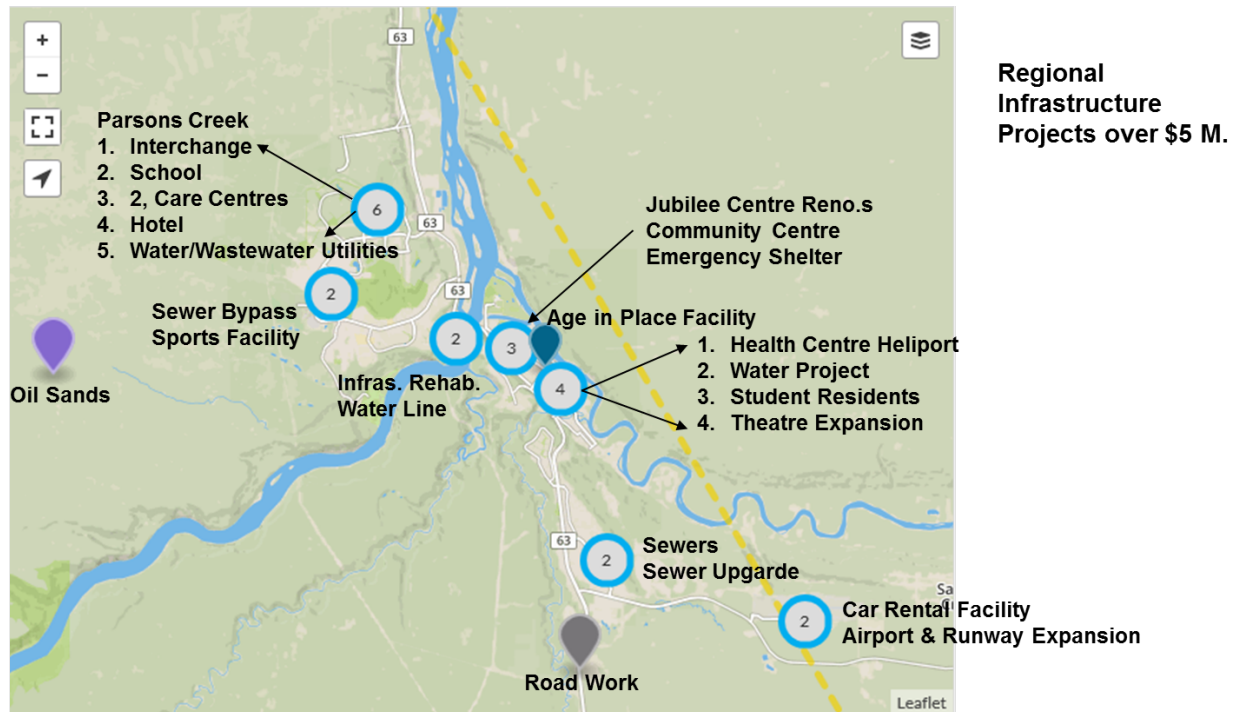 +
−
63
Regional
Infrastructure
Projects over $5 M.
Parsons Creek
1. Interchange
2. School
3. 2, Care Centres
4. Hotel
5. Water/Wastewater Utilities
6
63
Jubilee Centre Reno.s
Community Centre
Emergency Shelter
2
Sewer Bypass
Sports Facility
63
Age in Place Facility
2
3
Oil Sands
Infras. Rehab.
Water Line
4
1. Health Centre Heliport
2. Water Project
3. Student Residents
4. Theatre Expansion
63
2
Sewers
Sewer Upgarde
Sa
2
Car Rental Facility
Airport & Runway Expansion
Road Work
Leaflet